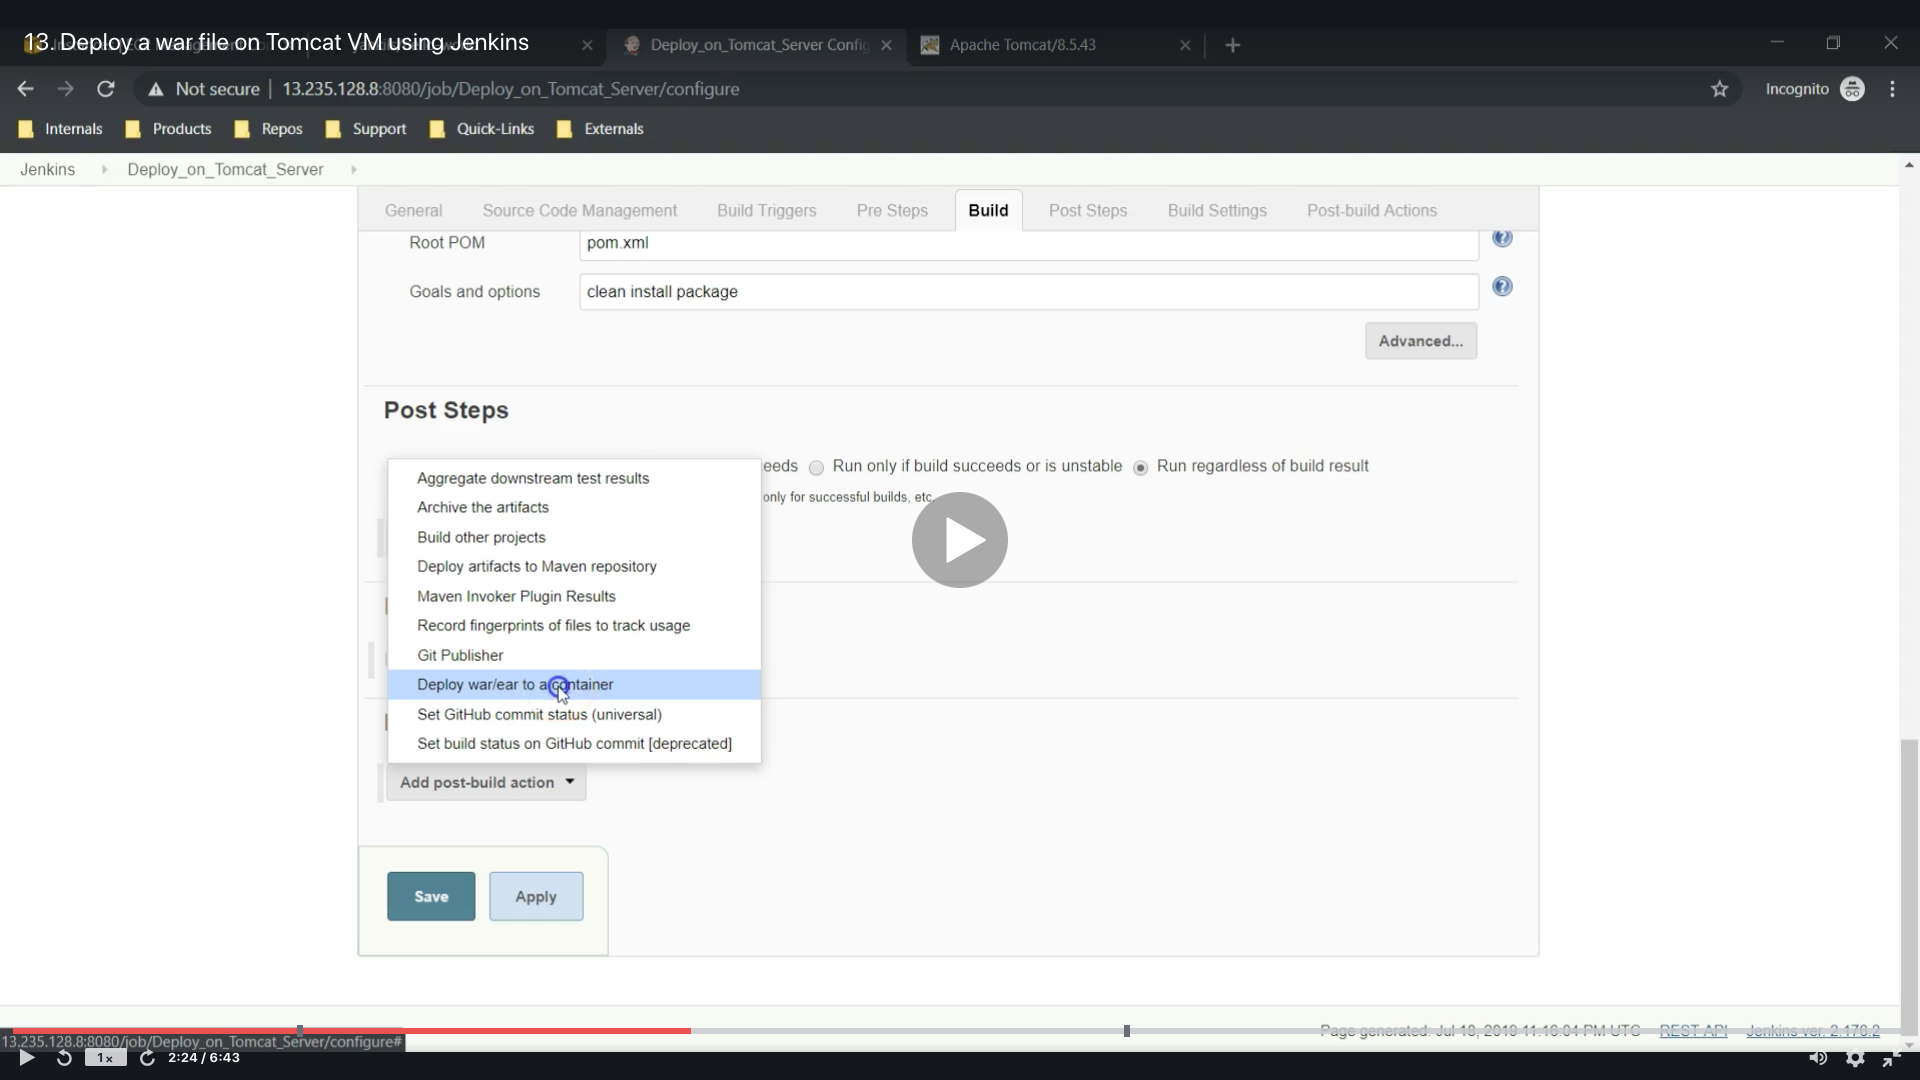 13. Deploy a war file on Tomcat VM using Jenkins
Deploy_on_Tomcat_Server Config
Apache Tomcat/8.5.43
Not secure
13.235.128.8:8080/job/Deploy_on_Tomcat_Server/configure
Incognito
Internals
Products
Repos
Support
Quick-Links
Externals
Jenkins
Deploy_on_Tomcat_Server
General
Source Code Management
Build Triggers
Pre Steps
Build
Post Steps
Build Settings
Post-build Actions
Root POM
pom.xml
Goals and options
clean install package
Advanced...
Post Steps
eeds
Run only if build succeeds or is unstable
Run regardless of build result
only for successful builds, etc.
Aggregate downstream test results
Archive the artifacts
Build other projects
Deploy artifacts to Maven repository
Maven Invoker Plugin Results
Record fingerprints of files to track usage
Git Publisher
Deploy war/ear to a container
Set GitHub commit status (universal)
Set build status on GitHub commit [deprecated]
Add post-build action
Save
Apply
Page generated: Jul 18, 2019 11:16:04 PM UTC
REST API
Jenkins ver. 2.176.2
13.235.128.8:8080/job/Deploy_on_Tomcat_Server/configure#
1x
2:24 / 6:43